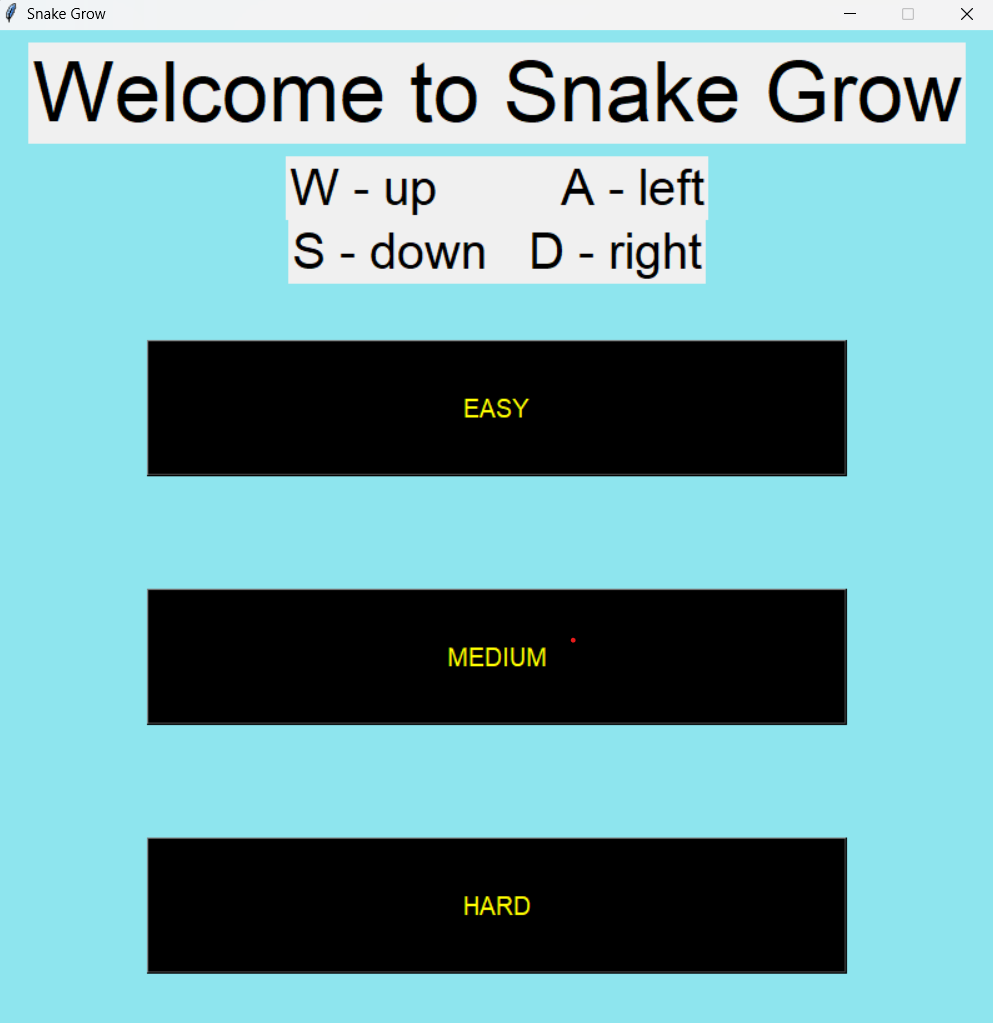 Snake Grow
Welcome to Snake Grow
W - up A - left
S - down D - right
EASY
MEDIUM
HARD